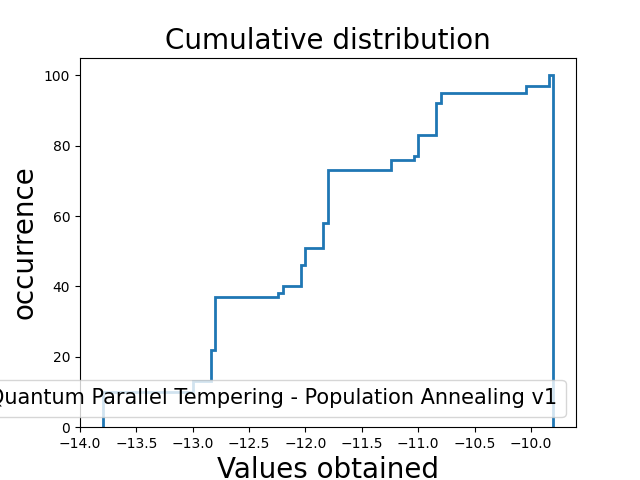 Cumulative distribution
100
80
60
40
20
0
occurrence
Quantum Parallel Tempering - Population Annealing v1
−14.0 −13.5 −13.0 −12.5 −12.0 −11.5 −11.0 −10.5 −10.0
Values obtained